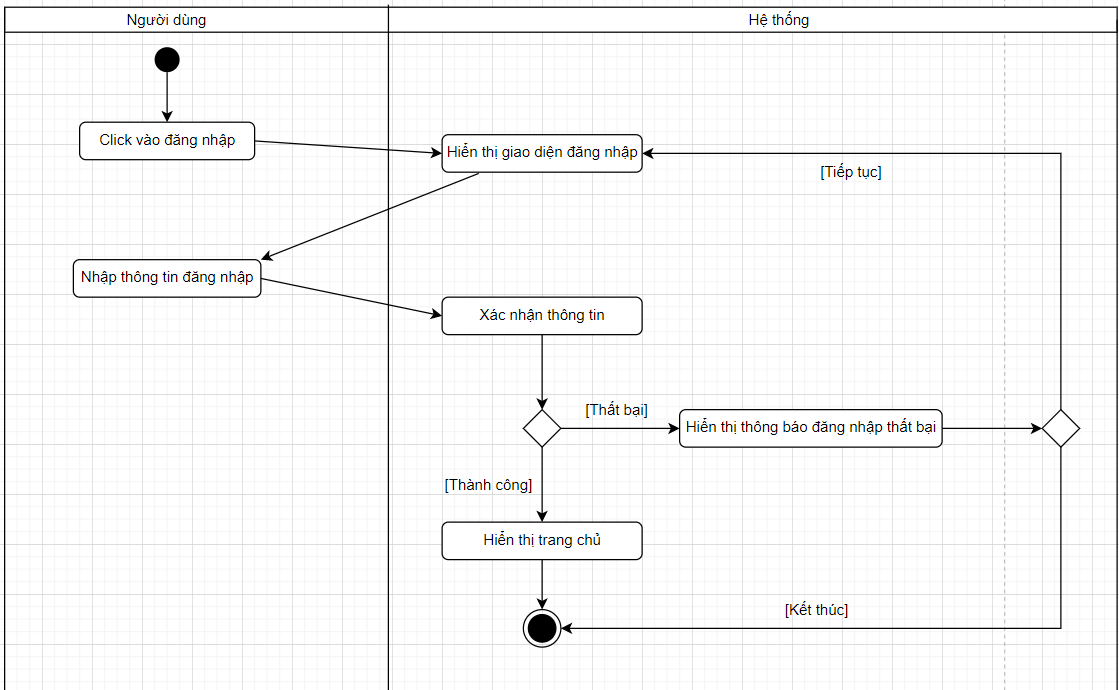 Người dùng
Hệ thống
Click vào đăng nhập
Hiển thị giao diện đăng nhập
[Tiếp tục]
Nhập thông tin đăng nhập
Xác nhận thông tin
[Thất bại]
Hiển thị thông báo đăng nhập thất bại
[Thành công]
Hiển thị trang chủ
[Kết thúc]